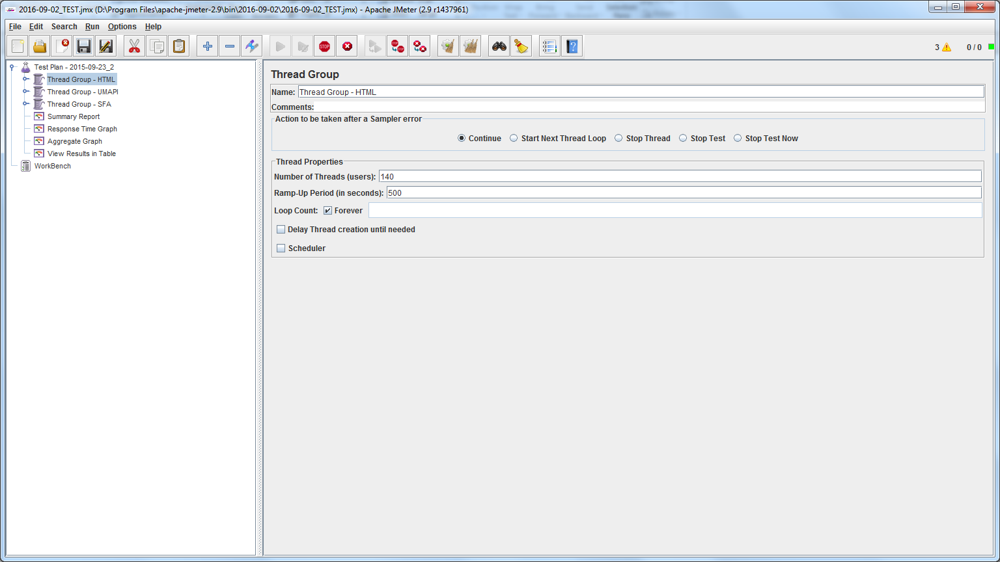 2016-09-02_TEST.jmx (D:\Program Files\apache-jmeter-2.9\bin\2016-09-02\2016-09-02_TEST.jmx) - Apache JMeter (2.9 r1437961)
File Edit Search Run Options Help
STOP
3 0 / 0
Test Plan - 2015-09-23_2
Thread Group - HTML
Thread Group - UMAPI
Thread Group - SFA
Summary Report
Response Time Graph
Aggregate Graph
View Results in Table
WorkBench
Thread Group
Name: Thread Group - HTML
Comments:
Action to be taken after a Sampler error
Continue Start Next Thread Loop Stop Thread Stop Test Stop Test Now
Thread Properties
Number of Threads (users): 140
Ramp-Up Period (in seconds): 500
Loop Count: Forever
Delay Thread creation until needed
Scheduler